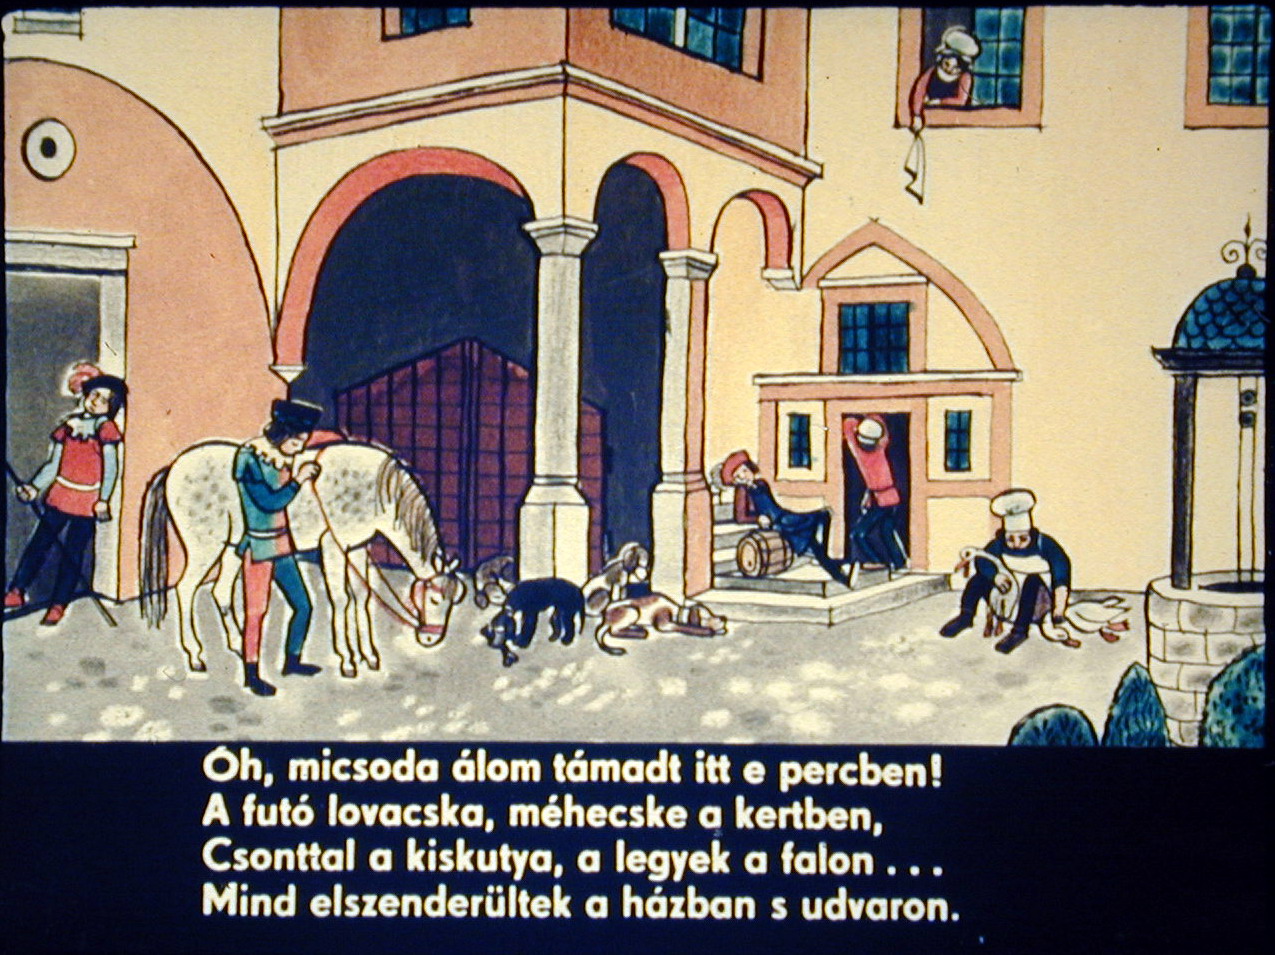 Óh, micsoda álom támadt itt e percben!
A futó lovacska, méhecske a kertben,
Csonttal a kiskutya, a legyek a falon . . .
Mind elszenderültek a házban s udvaron.